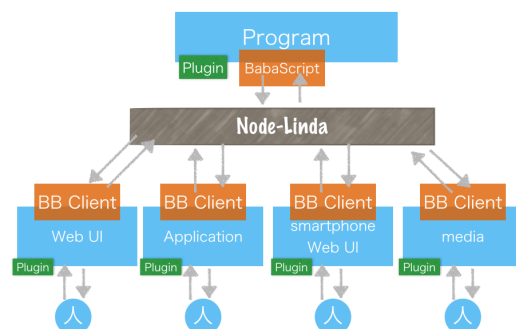 Program
Plugin
BabaScript
Node-Linda
BB Client
BB Client
BB Client
BB Client
Web UI
Application
smartphone
Web UI
media
Plugin
Plugin
Plugin
Plugin
人
人
人
人